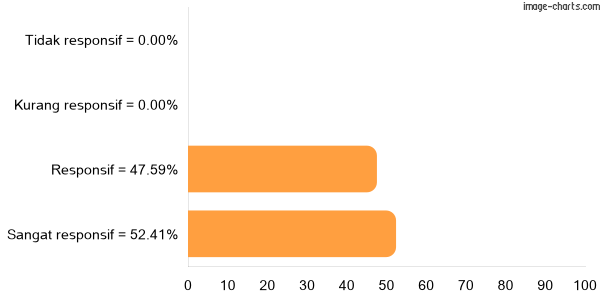 image-charts.com
Tidak responsif = 0.00%
Kurang responsif = 0.00%
Responsif = 47.59%
Sangat responsif = 52.41%
0 10 20 30 40 50 60 70 80 90 100